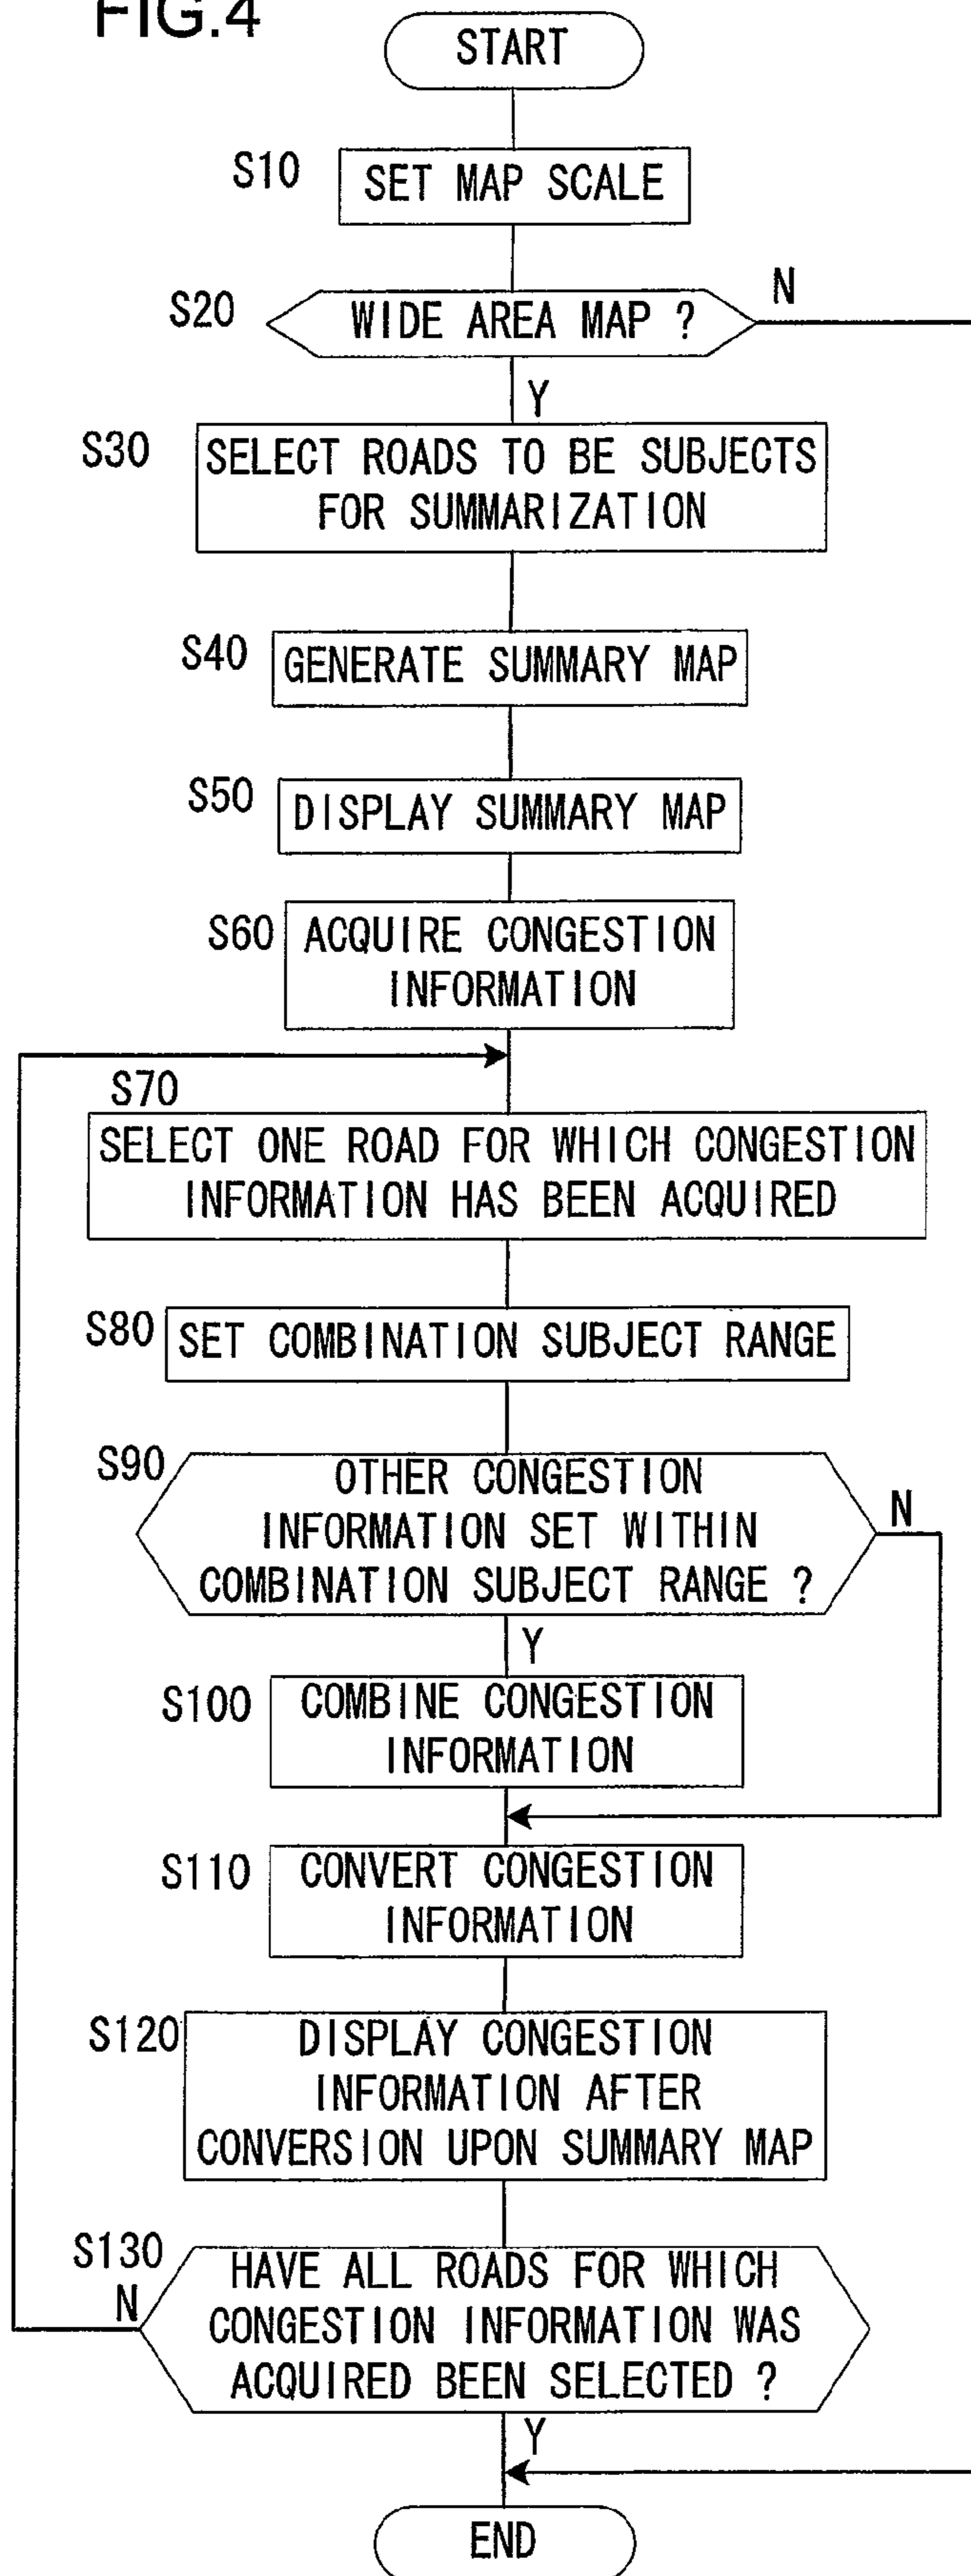 FIG.4
START
S10
SET MAP SCALE
S20
WIDE AREA MAP ?
N
Y
S30
SELECT ROADS TO BE SUBJECTS
FOR SUMMARIZATION
S40
GENERATE SUMMARY MAP
S50
DISPLAY SUMMARY MAP
S60
ACQUIRE CONGESTION
INFORMATION
S70
SELECT ONE ROAD FOR WHICH CONGESTION
INFORMATION HAS BEEN ACQUIRED
S80
SET COMBINATION SUBJECT RANGE
S90
OTHER CONGESTION
INFORMATION SET WITHIN
COMBINATION SUBJECT RANGE ?
N
Y
S100
COMBINE CONGESTION
INFORMATION
S110
CONVERT CONGESTION
INFORMATION
S120
DISPLAY CONGESTION
INFORMATION AFTER
CONVERSION UPON SUMMARY MAP
S130
N
HAVE ALL ROADS FOR WHICH
CONGESTION INFORMATION WAS
ACQUIRED BEEN SELECTED ?
Y
END